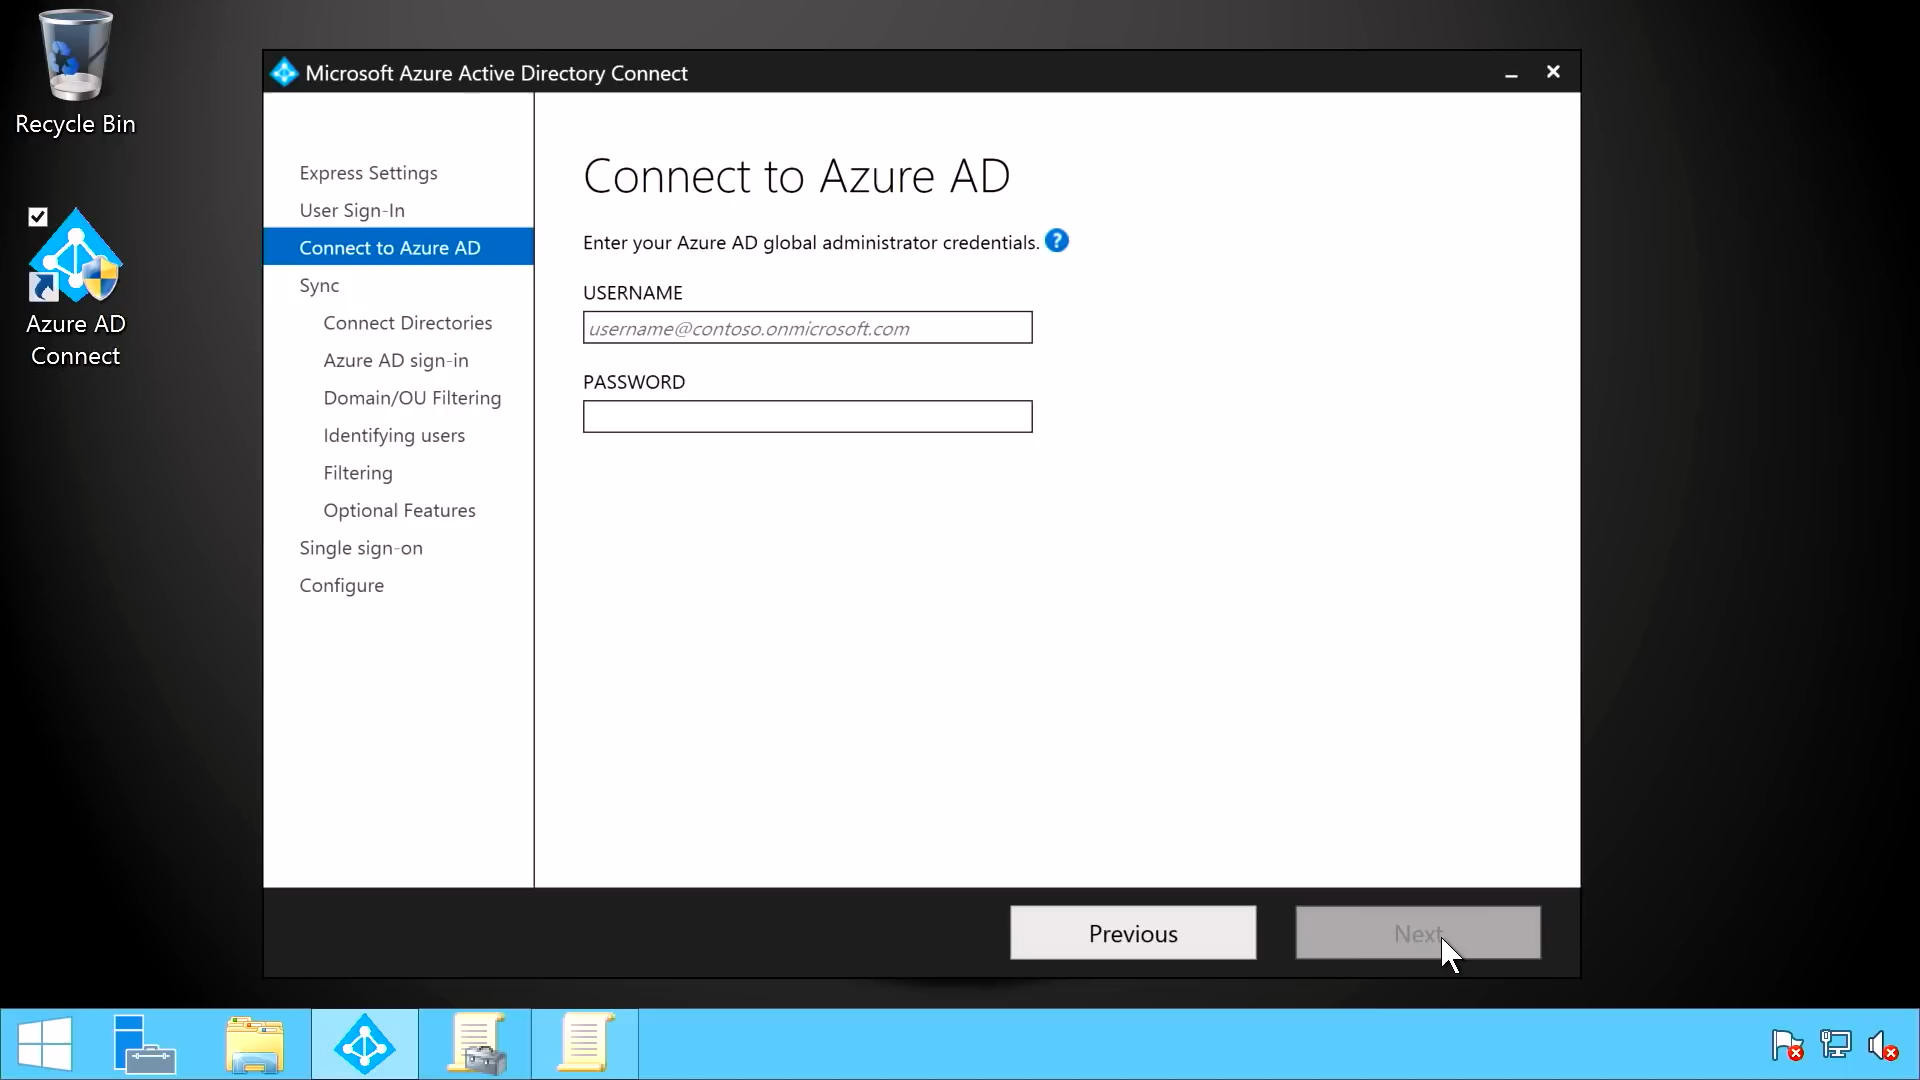 Recycle Bin
Azure AD
Connect
Microsoft Azure Active Directory Connect
Express Settings
User Sign-In
Connect to Azure AD
Sync
Connect Directories
Azure AD sign-in
Domain/OU Filtering
Identifying users
Filtering
Optional Features
Single sign-on
Configure
Connect to Azure AD
Enter your Azure AD global administrator credentials. ?
USERNAME
username@contoso.onmicrosoft.com
PASSWORD
Previous
Next